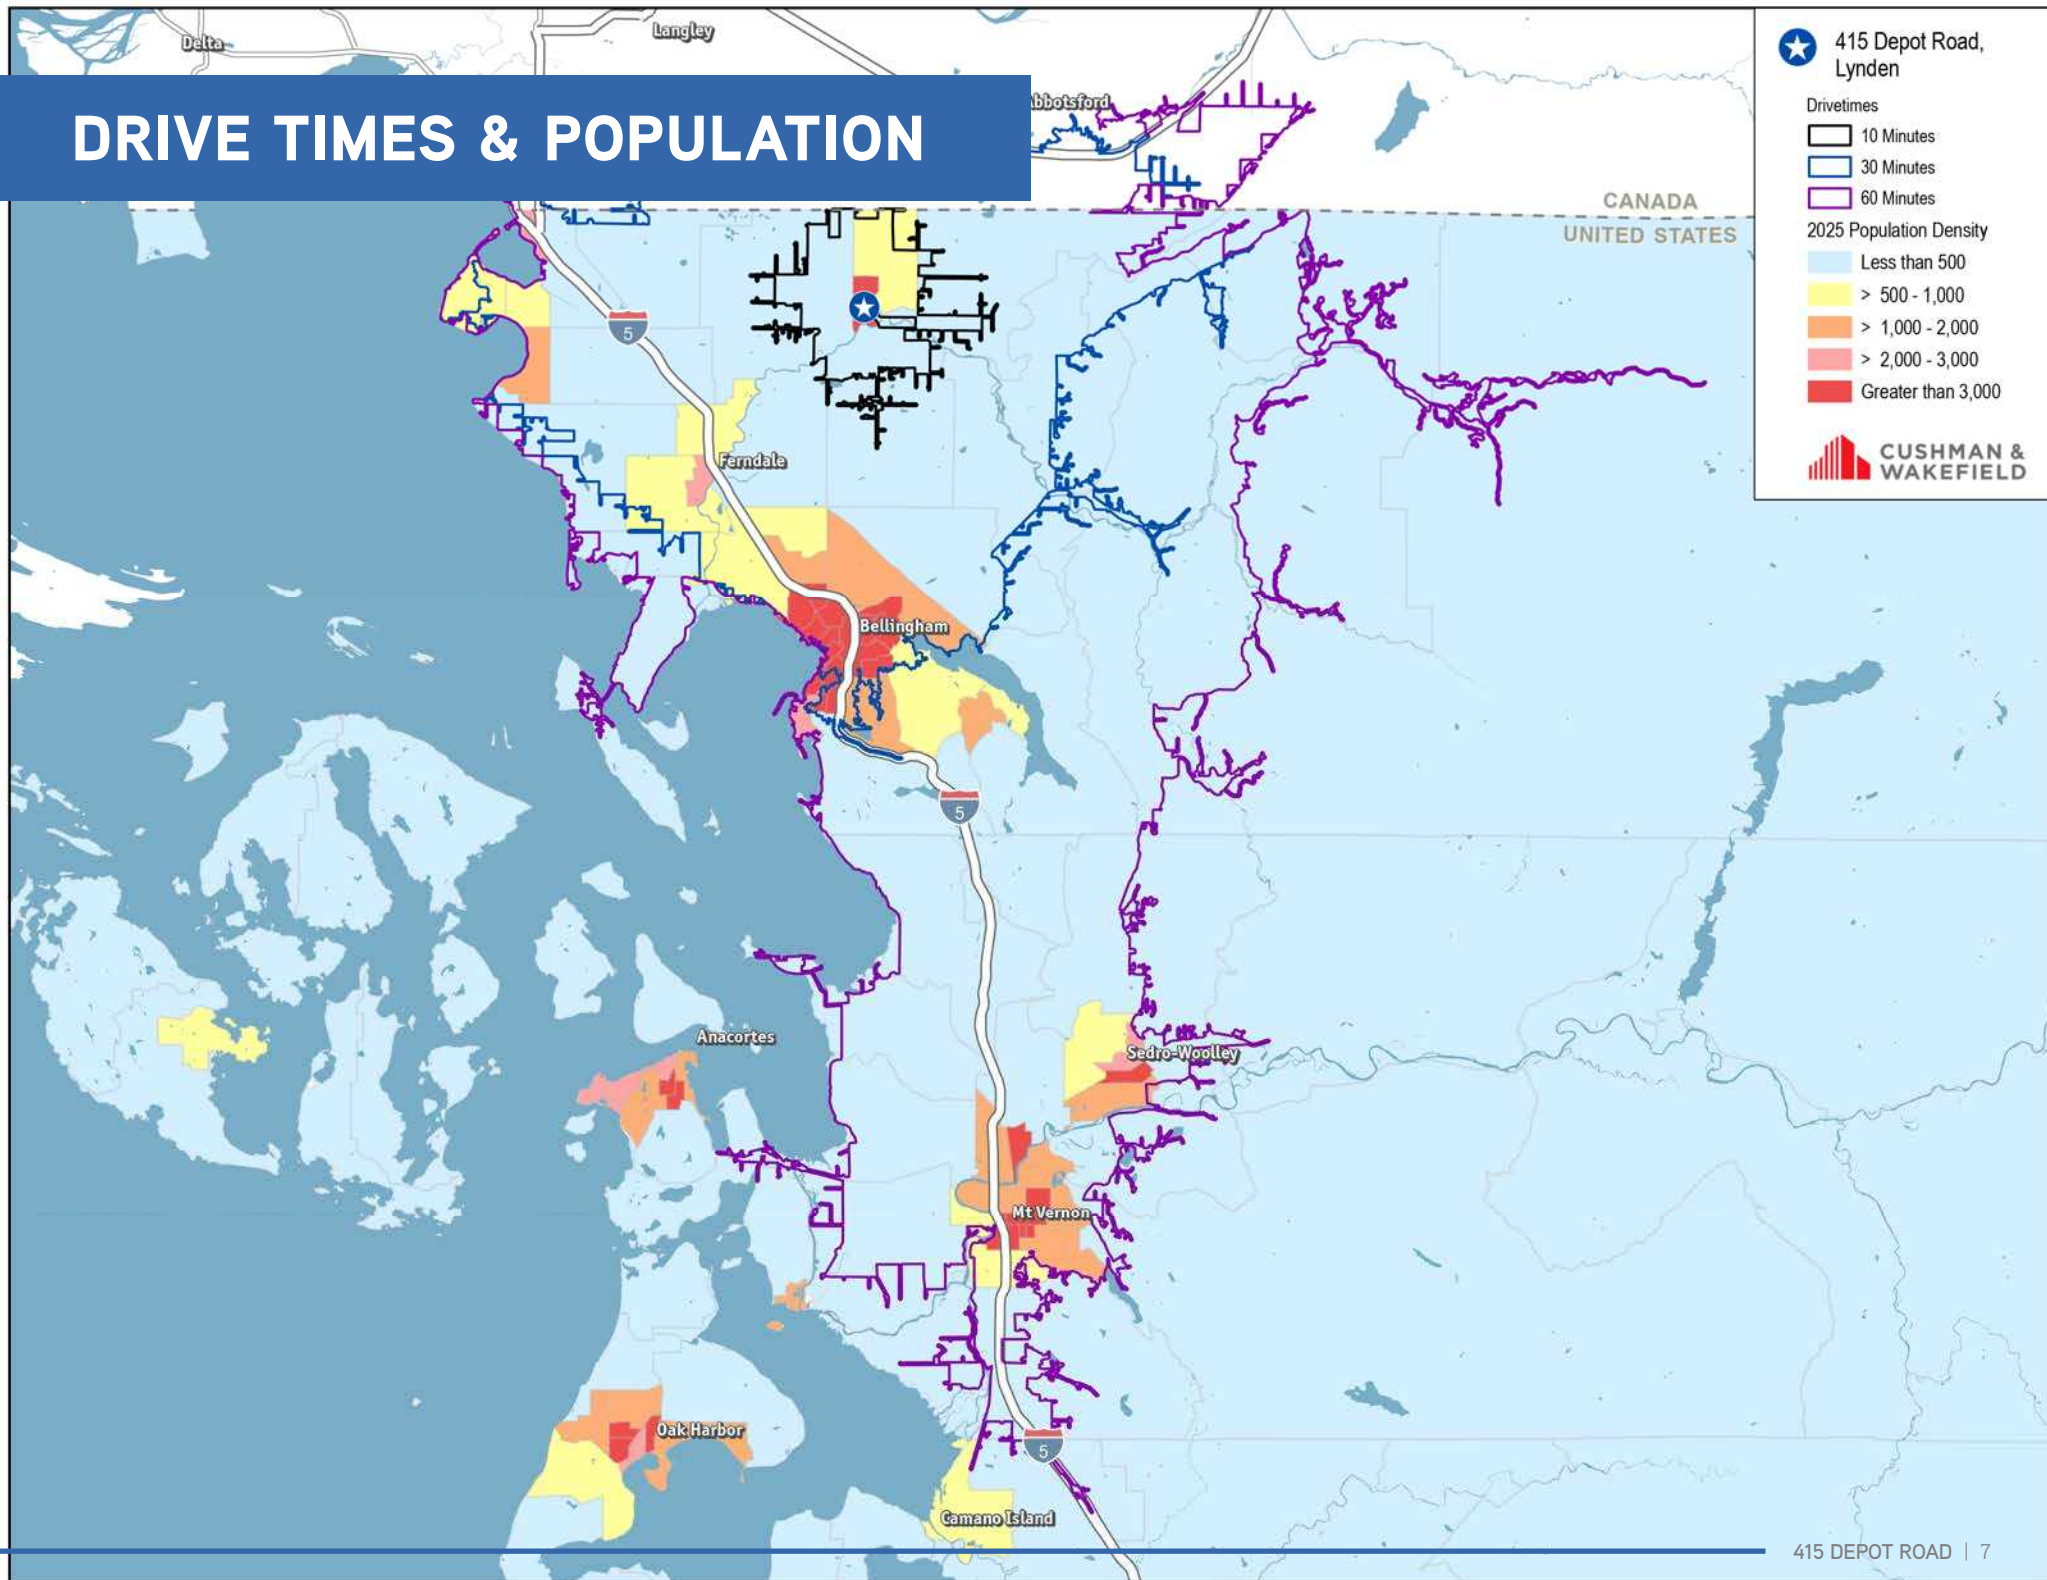 Delta
Langley
DRIVE TIMES & POPULATION
bbotsford
415 Depot Road,
Lynden
Drivetimes
10 Minutes
30 Minutes
60 Minutes
2025 Population Density
Less than 500
> 500 - 1,000
> 1,000 - 2,000
> 2,000 - 3,000
Greater than 3,000
CUSHMAN &
WAKEFIELD
CANADA
UNITED STATES
5
Ferndale
Bellingham
5
Anacortes
Sedro-Woolley
Mt Vernon
Oak Harbor
5
Camano Island
415 DEPOT ROAD | 7